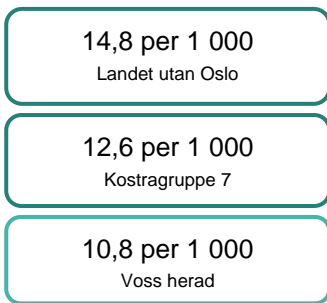 14,8 per 1 000
Landet utan Oslo
12,6 per 1 000
Kostragruppe 7
10,8 per 1 000
Voss herad